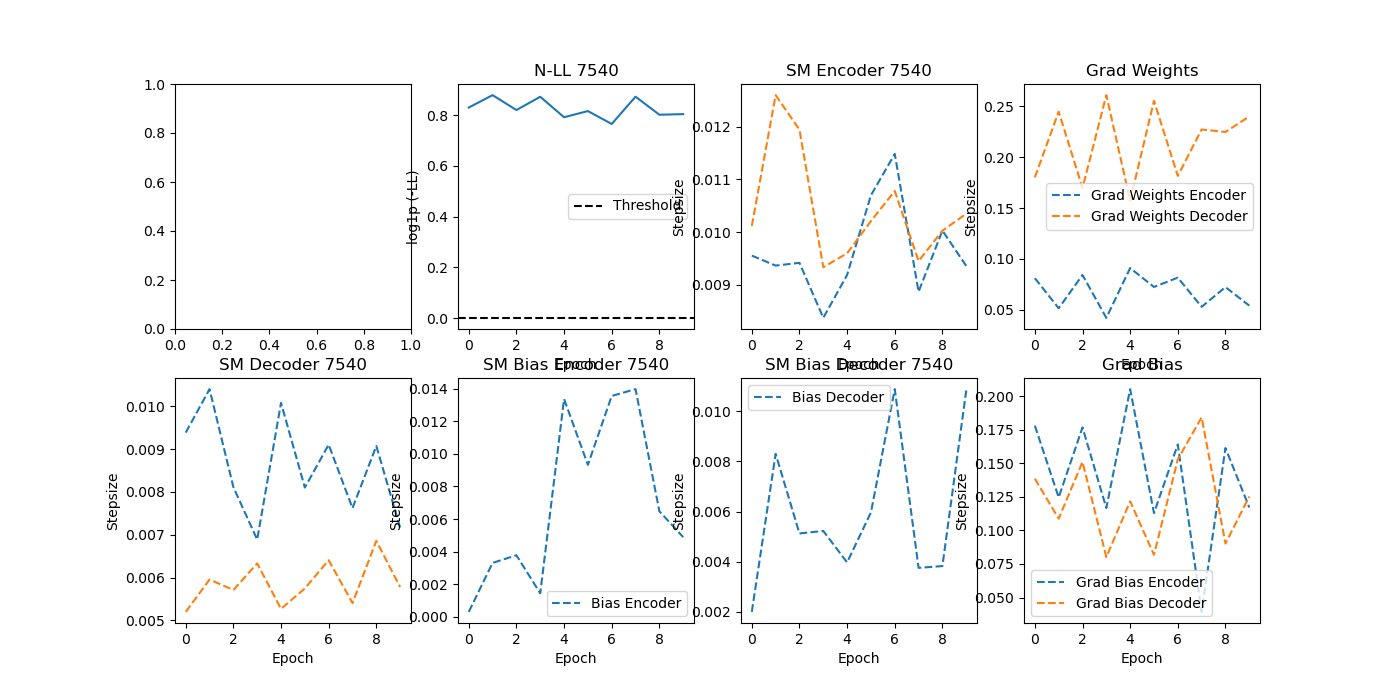 N-LL 7540
SM Encoder 7540
Grad Weights
1.0
0.8
0.6
0.4
0.2
0.0
0.0 0.2 0.4 0.6 0.8 1.0
log1p (-LL)
0.8
0.6
0.4
0.2
0.0
Threshold
0 2 4 6 8
Epoch
Stepsize
0.012
0.011
0.010
0.009
0 2 4 6 8
Epoch
Stepsize
0.25
0.20
0.15
0.10
0.05
Grad Weights Encoder
Grad Weights Decoder
0 2 4 6 8
Epoch
SM Decoder 7540
SM Bias Encoder 7540
SM Bias Decoder 7540
Grad Bias
Stepsize
0.010
0.009
0.008
0.007
0.006
0.005
0 2 4 6 8
Epoch
Stepsize
0.014
0.012
0.010
0.008
0.006
0.004
0.002
0.000
Bias Encoder
0 2 4 6 8
Epoch
Stepsize
0.010
0.008
0.006
0.004
0.002
Bias Decoder
0 2 4 6 8
Epoch
Stepsize
0.200
0.175
0.150
0.125
0.100
0.075
0.050
Grad Bias Encoder
Grad Bias Decoder
0 2 4 6 8
Epoch